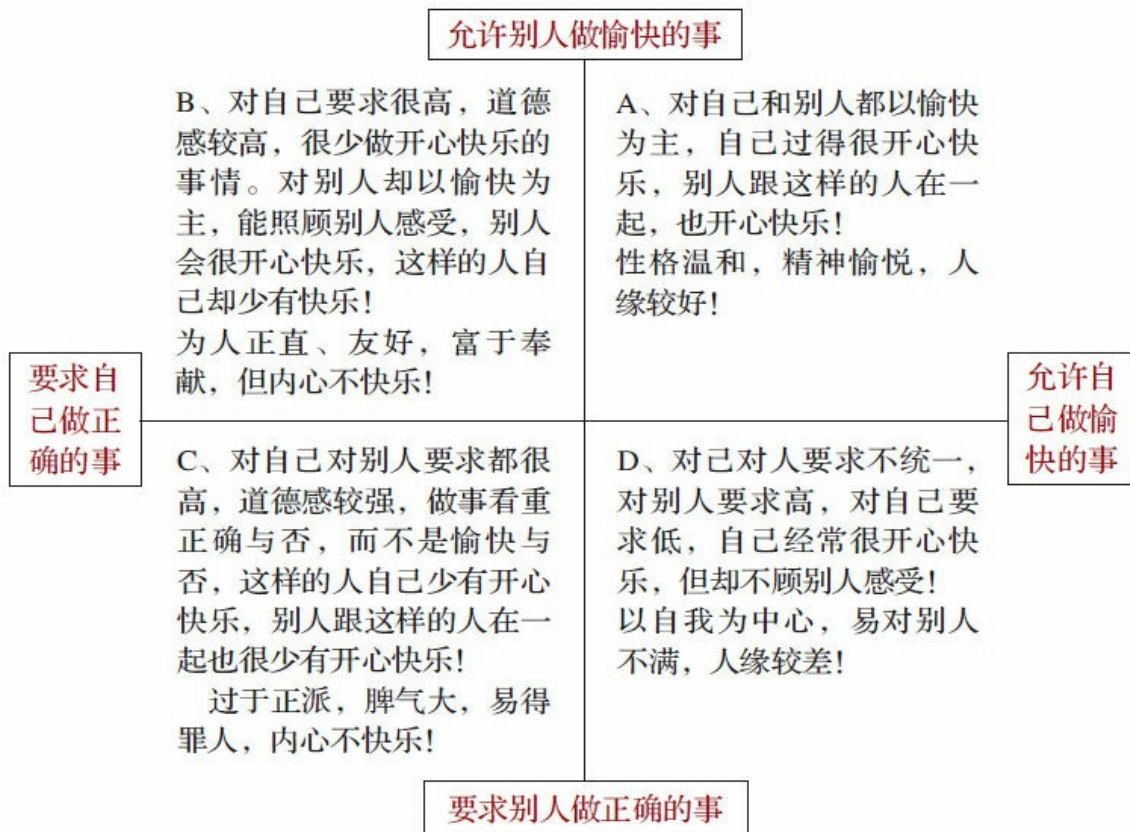 允许别人做愉快的事
B、对自己要求很高，道德
感较高，很少做开心快乐的
事情。对别人却以愉快为
主，能照顾别人感受，别人
会很开心快乐，这样的人自
己却少有快乐！
为人正直、友好，富于奉
献，但内心不快乐！
A、对自己和别人都以愉快
为主，自己过得很开心快
乐，别人跟这样的人在一
起，也开心快乐！
性格温和，精神愉悦，人
缘较好！
要求自
己做正
确的事
允许自
己做愉
快的事
C、对自己对别人要求都很
高，道德感较强，做事看重
正确与否，而不是愉快与
否，这样的人自己少有开心
快乐，别人跟这样的人在一
起也很少有开心快乐！
过于正派，脾气大，易得
罪人，内心不快乐！
D、对己对人要求不统一，
对别人要求高，对自己要
求低，自己经常很开心快
乐，但却不顾别人感受！
以自我为中心，易对别人
不满，人缘较差！
要求别人做正确的事